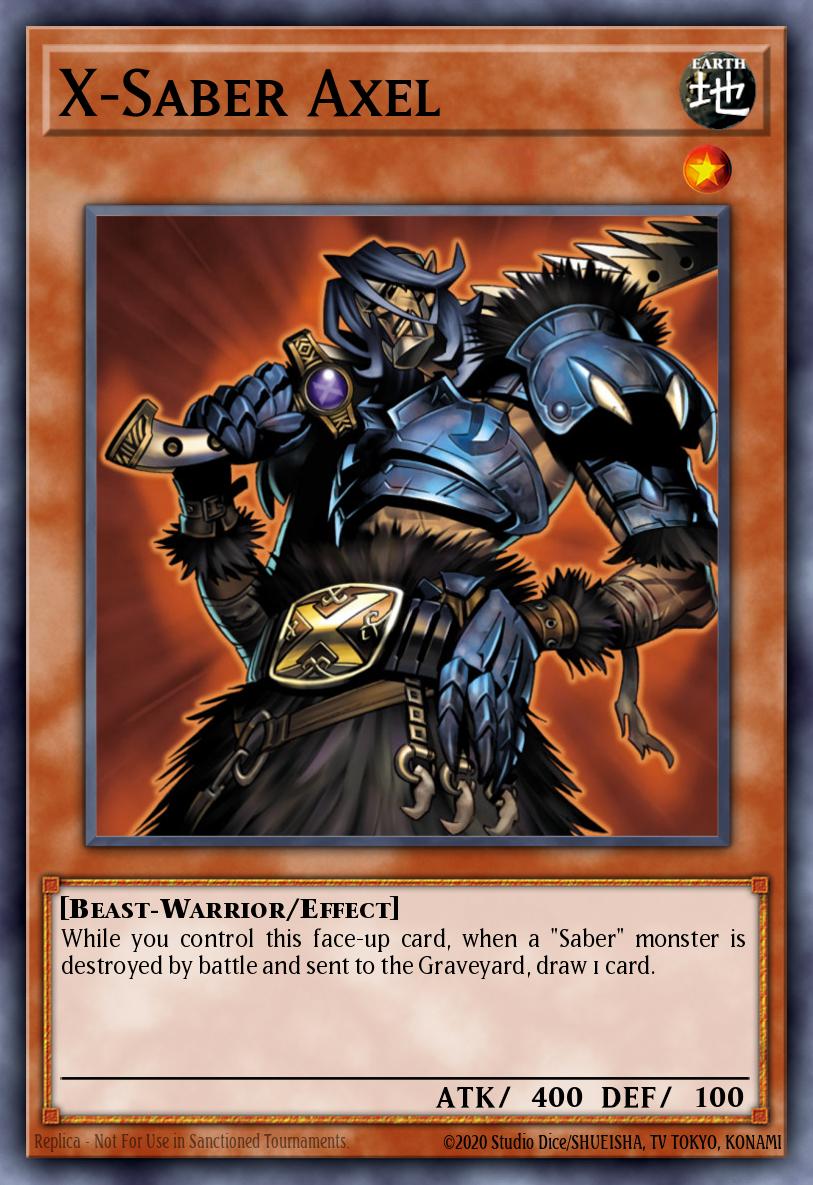 X-Saber Axel
EARTH
地
[Beast-Warrior/Effect]
While you control this face-up card, when a "Saber" monster is
destroyed by battle and sent to the Graveyard, draw 1 card.
ATK/ 400 DEF/ 100
Replica - Not For Use in Sanctioned Tournaments.
©2020 Studio Dice/SHUEISHA, TV TOKYO, KONAMI